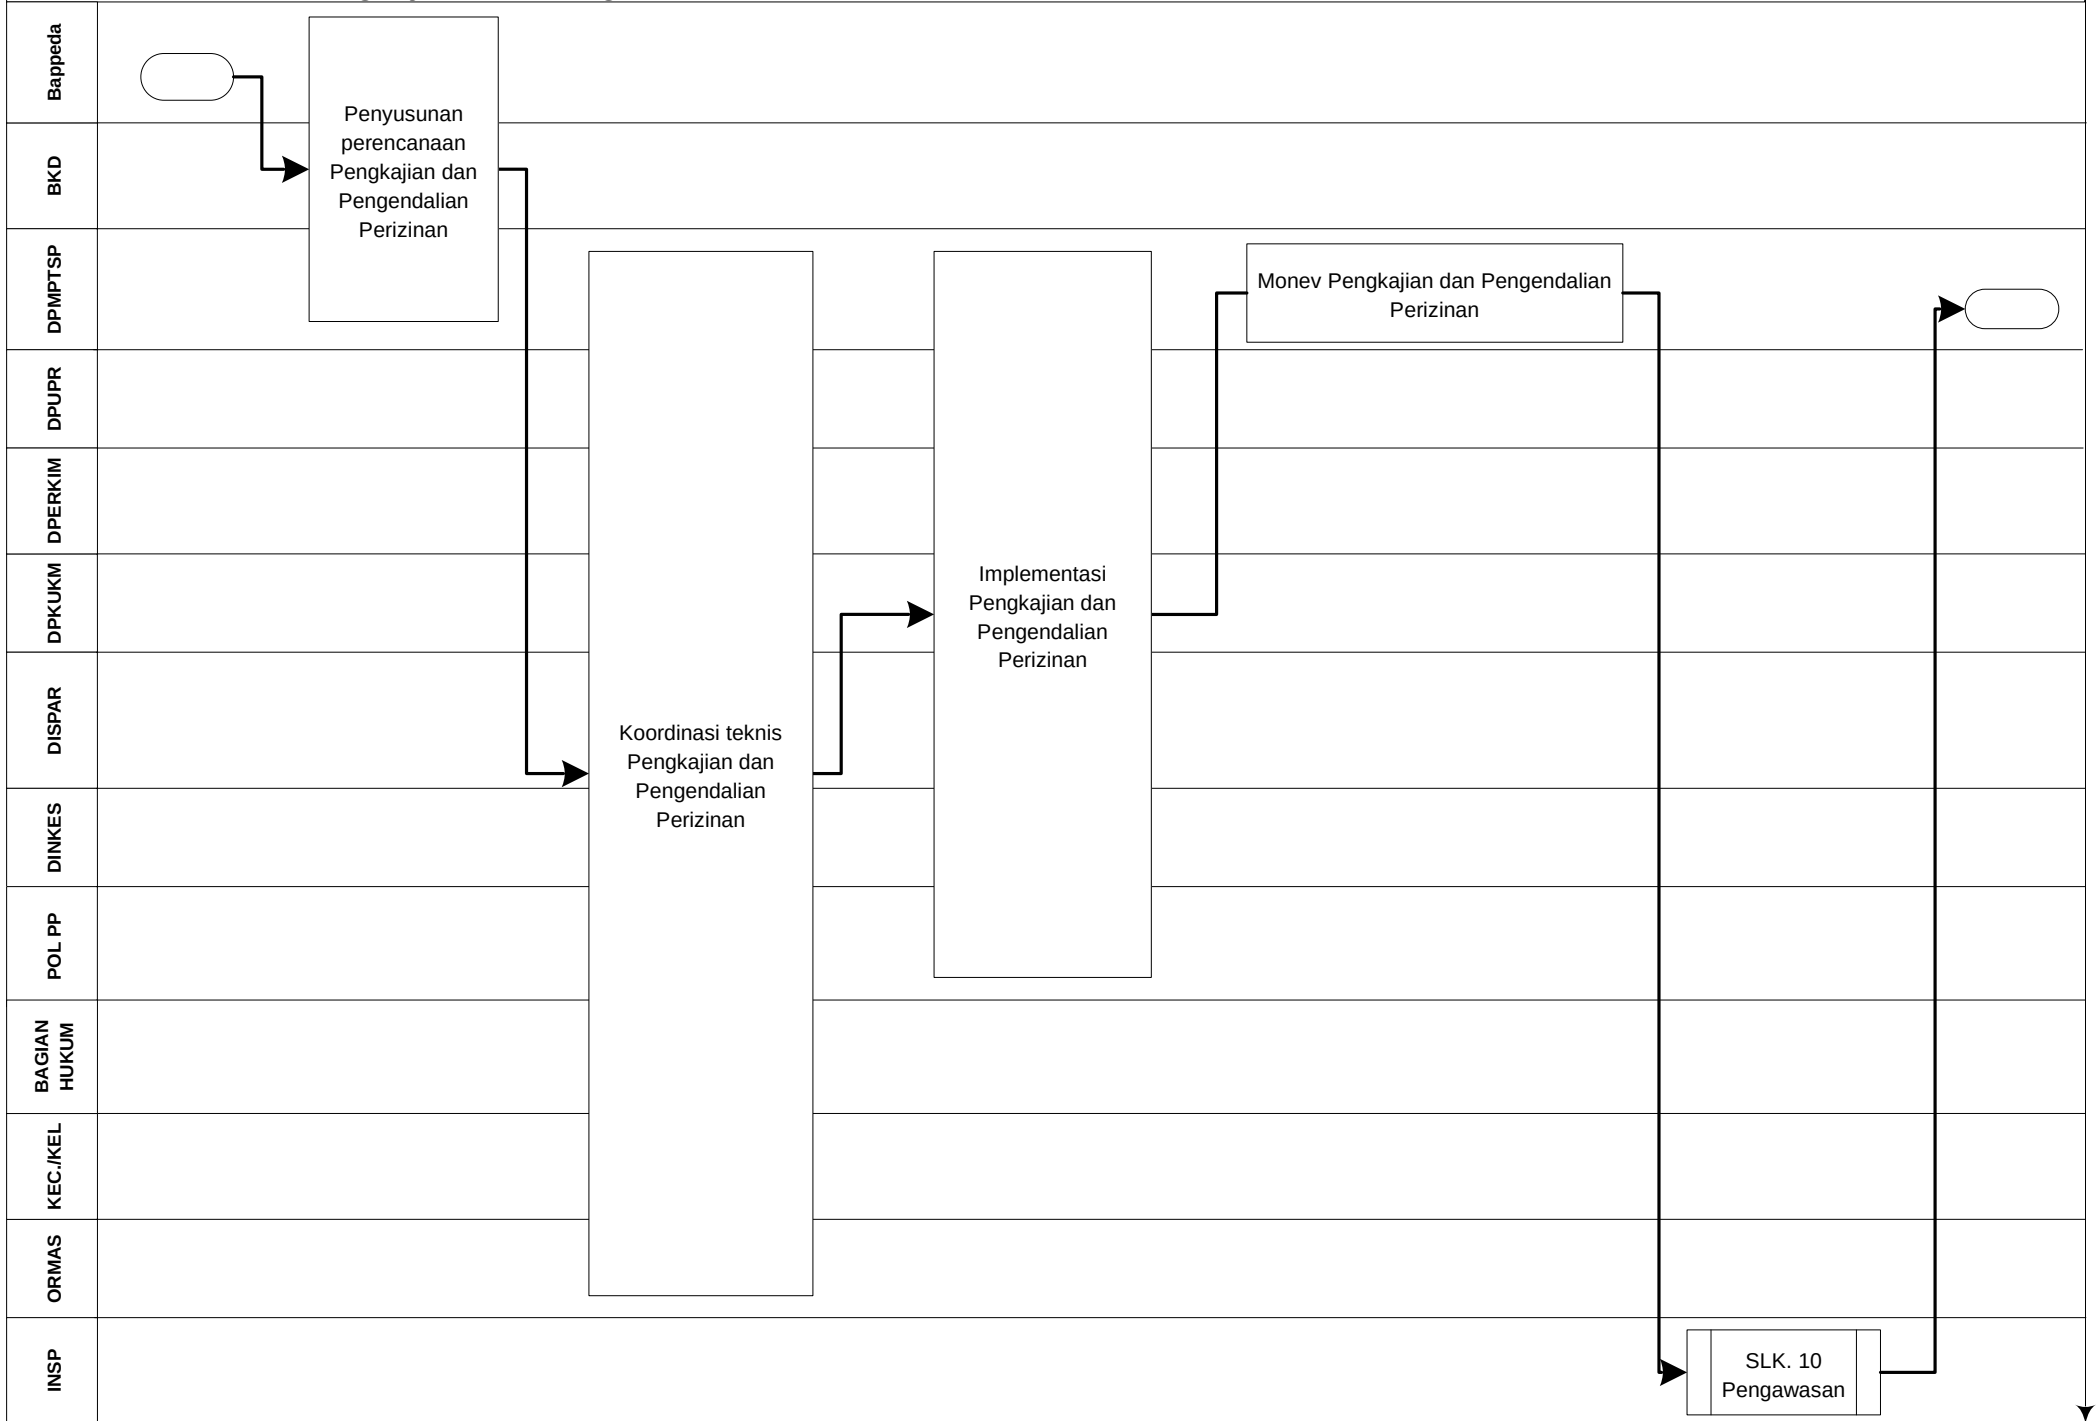 Bappeda
BKD
DPMPTSP
DPUPR
DPERKIM
DPKUKM
DISPAR
DINKES
POL PP
BAGIAN
HUKUM
KEC./KEL
ORMAS
INSP
Penyusunan
perencanaan
Pengkajian dan
Pengendalian
Perizinan
Koordinasi teknis
Pengkajian dan
Pengendalian
Perizinan
Implementasi
Pengkajian dan
Pengendalian
Perizinan
Monev Pengkajian dan Pengendalian
Perizinan
SLK. 10
Pengawasan